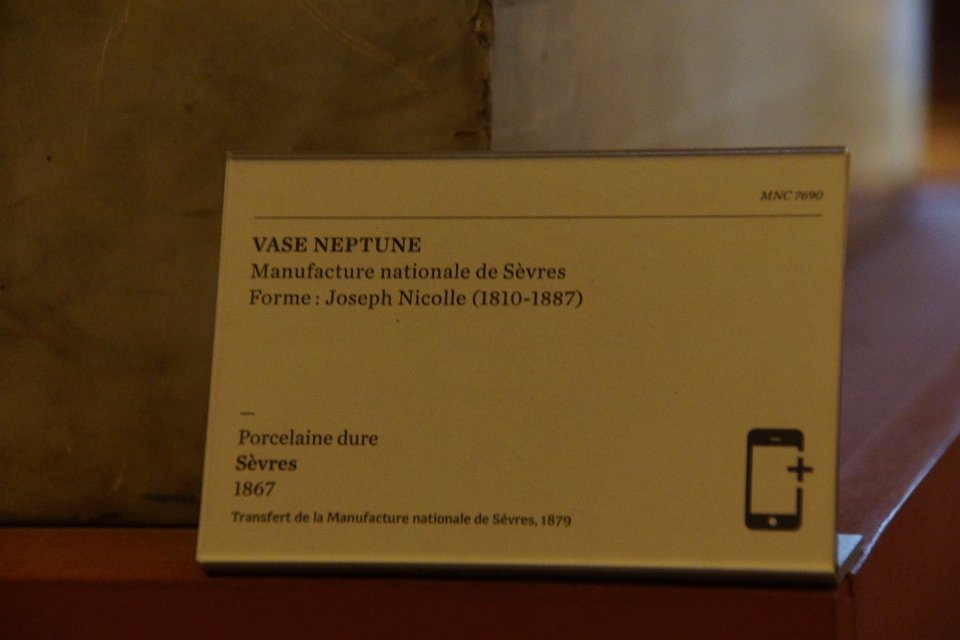 MNC 7690
VASE NEPTUNE
Manufacture nationale de Sèvres
Forme : Joseph Nicolle (1810-1887)
—
Porcelaine dure
Sèvres
1867
Transfert de la Manufacture nationale de Sèvres, 1879